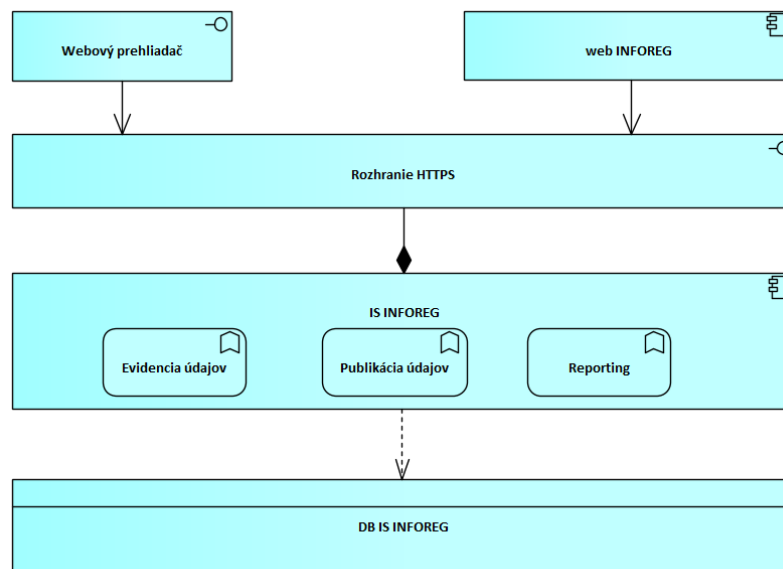 Webový prehliadač
web INFOREG
Rozhranie HTTPS
IS INFOREG
Evidencia údajov
Publikácia údajov
Reporting
DB IS INFOREG